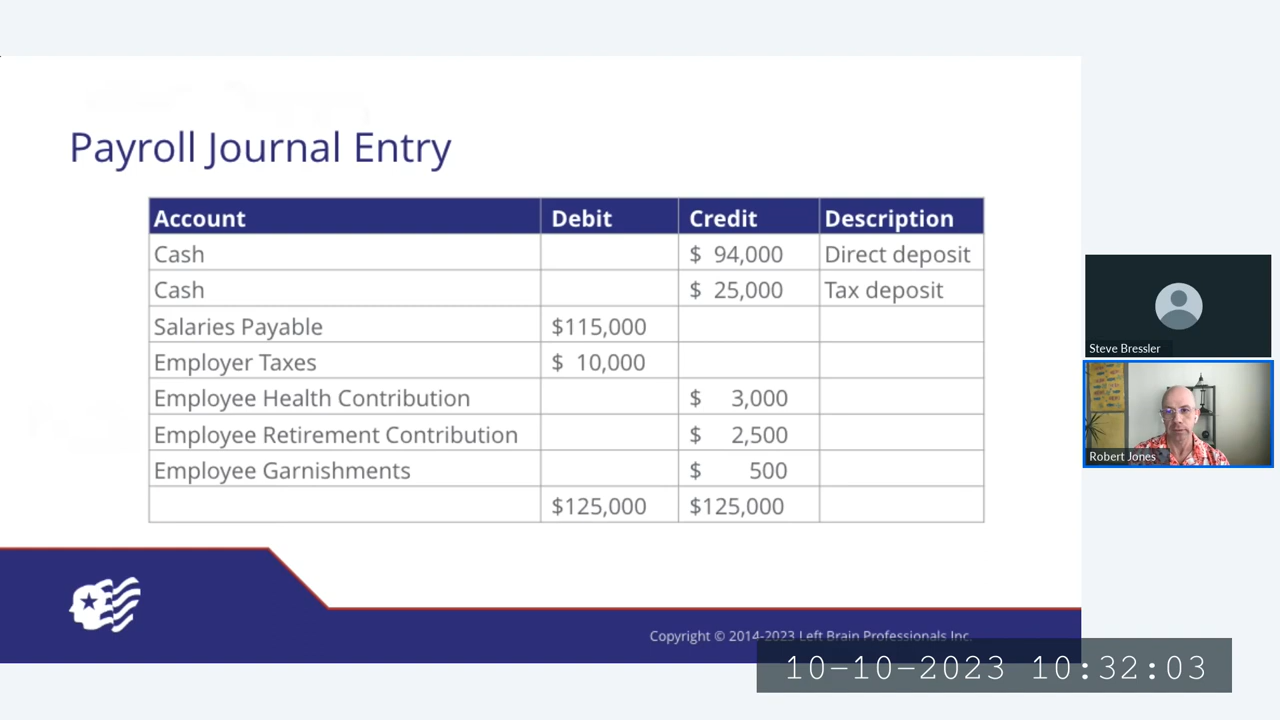 Payroll Journal Entry
Account Debit Credit Description
Cash $ 94,000 Direct deposit
Cash $ 25,000 Tax deposit
Salaries Payable $115,000
Employer Taxes $ 10,000
Employee Health Contribution $ 3,000
Employee Retirement Contribution $ 2,500
Employee Garnishments $ 500
$125,000 $125,000
Steve Bressler
Robert Jones
Copyright © 2014-2023 Left Brain Professionals Inc.
10-10-2023 10:32:03